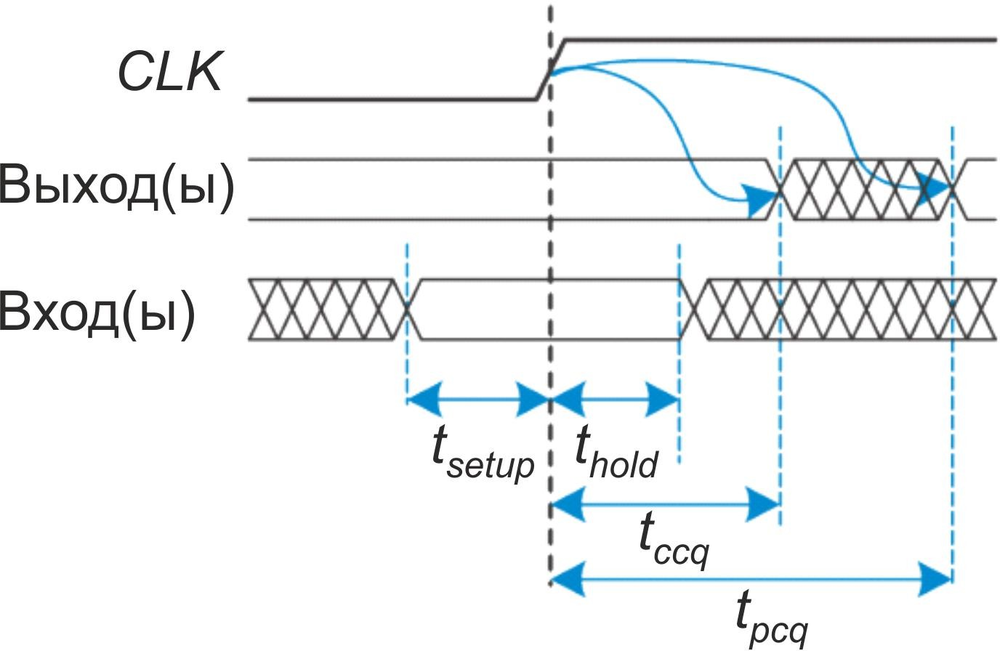 CLK
Выход(ы)
Вход(ы)
tsetup thold
tccq
tpcq